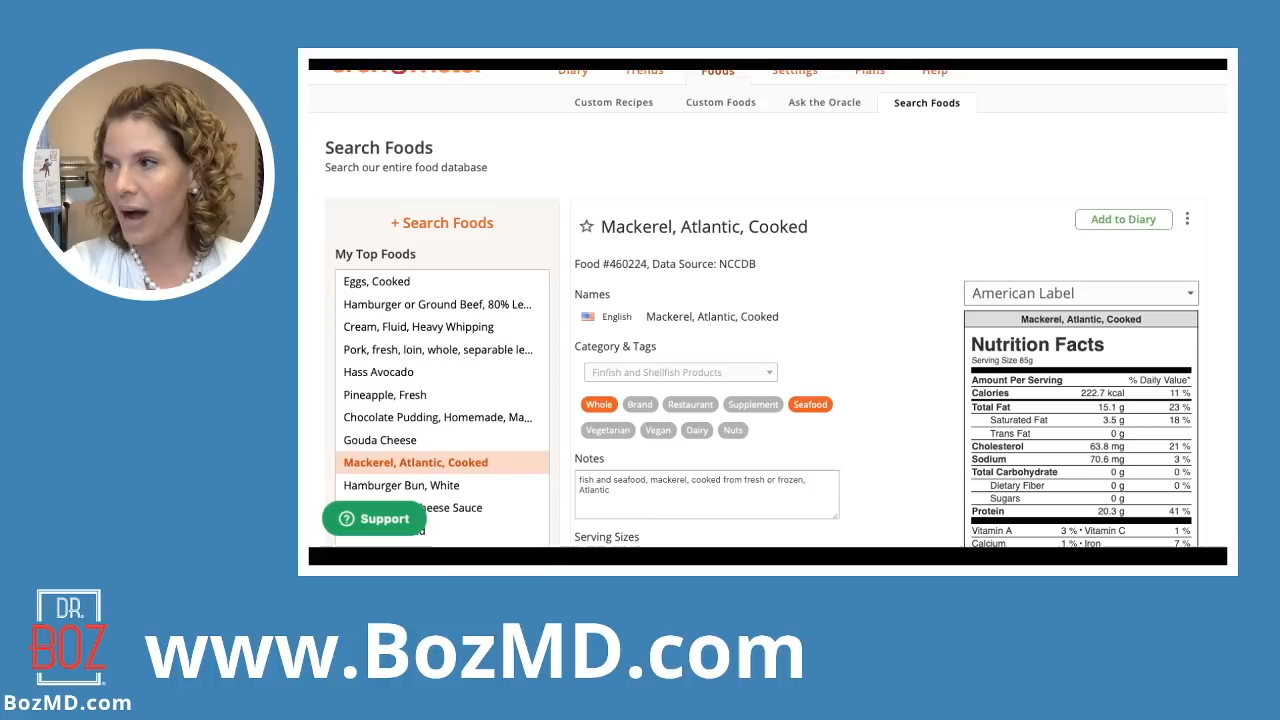 Diary Trends Foods Settings Plans Help
Custom Recipes Custom Foods Ask the Oracle Search Foods
Search Foods
Search our entire food database
+ Search Foods
My Top Foods
Eggs, Cooked
Hamburger or Ground Beef, 80% Le...
Cream, Fluid, Heavy Whipping
Pork, fresh, loin, whole, separable le...
Hass Avocado
Pineapple, Fresh
Chocolate Pudding, Homemade, Ma...
Gouda Cheese
Mackerel, Atlantic, Cooked
Hamburger Bun, White
heese Sauce
Support
Mackerel, Atlantic, Cooked
Add to Diary
Food #460224, Data Source: NCCDB
Names
English Mackerel, Atlantic, Cooked
Category & Tags
Finfish and Shellfish Products
Whole Brand Restaurant Supplement Seafood
Vegetarian Vegan Dairy Nuts
Notes
fish and seafood, mackerel, cooked from fresh or frozen,
Atlantic
Serving Sizes
American Label
Mackerel, Atlantic, Cooked
Nutrition Facts
Serving Size 85g
Amount Per Serving % Daily Value*
Calories 222.7 kcal 11 %
Total Fat 15.1 g 23 %
Saturated Fat 3.5 g 18 %
Trans Fat 0 g
Cholesterol 63.8 mg 21 %
Sodium 70.6 mg 3 %
Total Carbohydrate 0 g 0 %
Dietary Fiber 0 g 0 %
Sugars 0 g
Protein 20.3 g 41 %
Vitamin A 3 % • Vitamin C 1 %
Calcium 1 % • Iron 7 %
DR.
BOZ
www.BozMD.com
BozMD.com